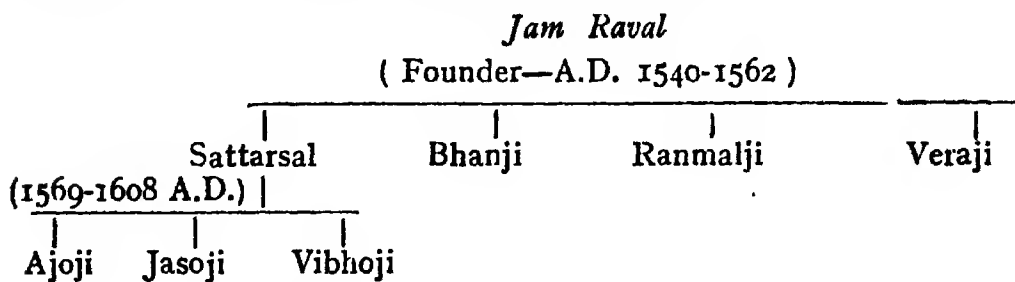 Jam Raval
( Founder—A.D. 1540-1562 )
Sattarsal Bhanji Ranmalji Veraji
(1569-1608 A.D.)
Ajoji Jasoji Vibhoji